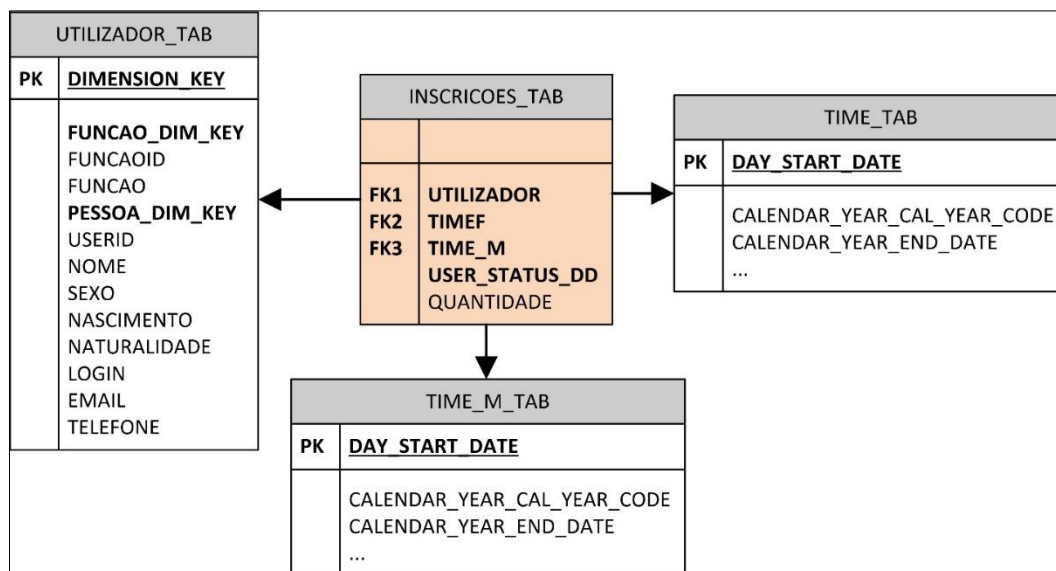 UTILIZADOR_TAB
PK DIMENSION_KEY
FUNCAO_DIM_KEY
FUNCAOID
FUNCAO
PESSOA_DIM_KEY
USERID
NOME
SEXO
NASCIMENTO
NATURALIDADE
LOGIN
EMAIL
TELEFONE
INSCRICOES_TAB
FK1 UTILIZADOR
FK2 TIMEF
FK3 TIME_M
USER_STATUS_DD
QUANTIDADE
TIME_TAB
PK DAY_START_DATE
CALENDAR_YEAR_CAL_YEAR_CODE
CALENDAR_YEAR_END_DATE
...
TIME_M_TAB
PK DAY_START_DATE
CALENDAR_YEAR_CAL_YEAR_CODE
CALENDAR_YEAR_END_DATE
...